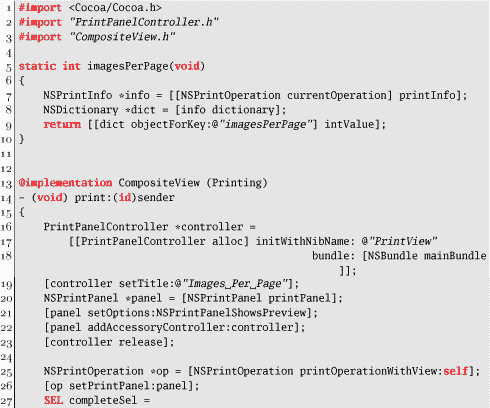 1 #import <Cocoa/Cocoa.h>
2 #import "PrintPanelController.h"
3 #import "CompositeView.h"
4
5 static int imagesPerPage(void)
6 {
7     NSPrintInfo *info = [[NSPrintOperation currentOperation] printInfo];
8     NSDictionary *dict = [info dictionary];
9     return [[dict objectForKey:@"imagesPerPage"] intValue];
10 }
11
12
13 @implementation CompositeView (Printing)
14 - (void) print:(id)sender
15 {
16     PrintPanelController *controller =
17         [[PrintPanelController alloc] initWithNibName: @"PrintView"
18                                                bundle: [NSBundle mainBundle
                                                    ]];
19     [controller setTitle:@"Images␣Per␣Page"];
20     NSPrintPanel *panel = [NSPrintPanel printPanel];
21     [panel setOptions:NSPrintPanelShowsPreview];
22     [panel addAccessoryController:controller];
23     [controller release];
24
25     NSPrintOperation *op = [NSPrintOperation printOperationWithView:self];
26     [op setPrintPanel:panel];
27     SEL completeSel =